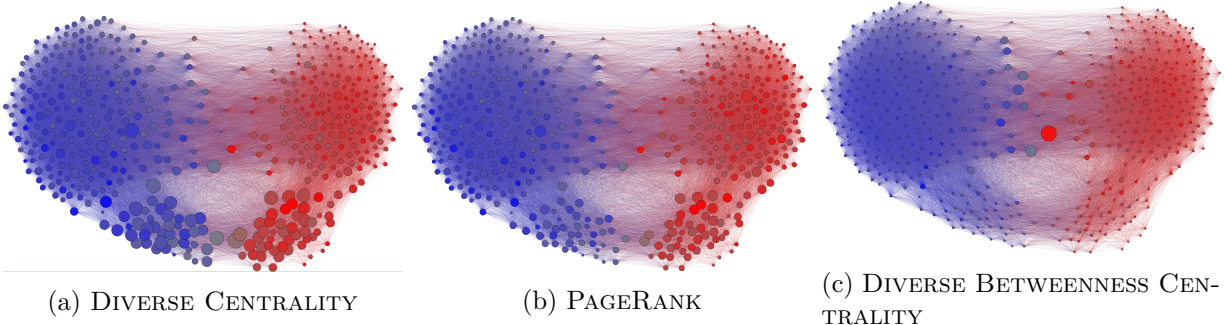 (a) DIVERSE CENTRALITY
(b) PAGERANK
(c) DIVERSE BETWEENNESS CEN-
TRALITY